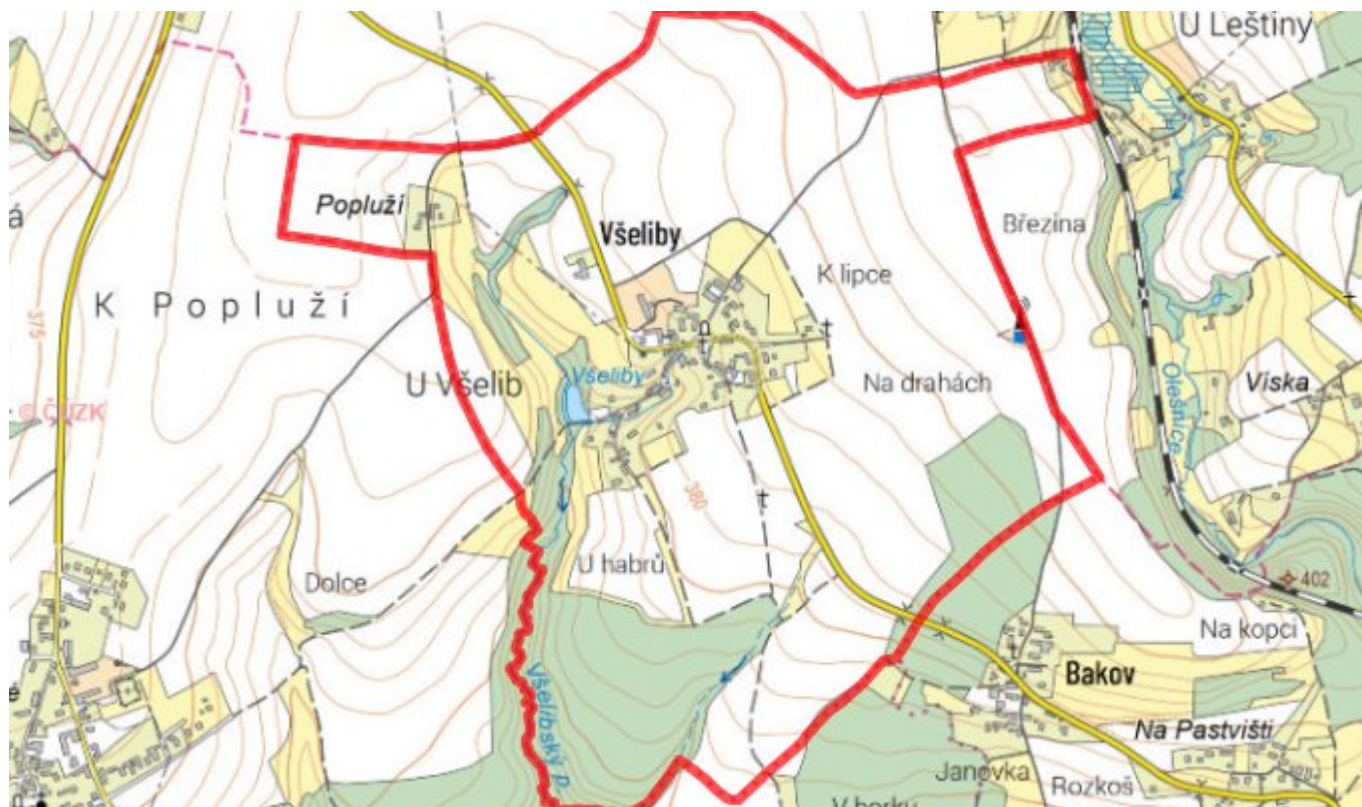 U Leštiny
Popluží
Všeliby
Březina
K lipce
K Popluží
375
U Všelib
Všeliby
Na drahách
Olešnice
Víska
© ČÚZK
380
U habrů
Dolce
402
Na kopci
Všelibský p.
Bakov
Na Pastvišti
Janovka
Rozkoš
V borku